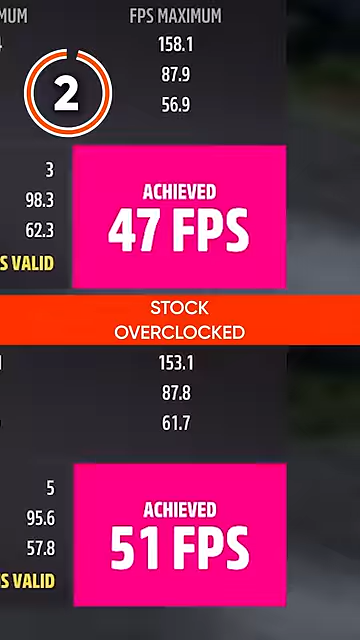 MUM FPS MAXIMUM
158.1
87.9
56.9
2
3
98.3
62.3
S VALID
ACHIEVED
47 FPS
STOCK
OVERCLOCKED
153.1
87.8
61.7
5
95.6
57.8
S VALID
ACHIEVED
51 FPS